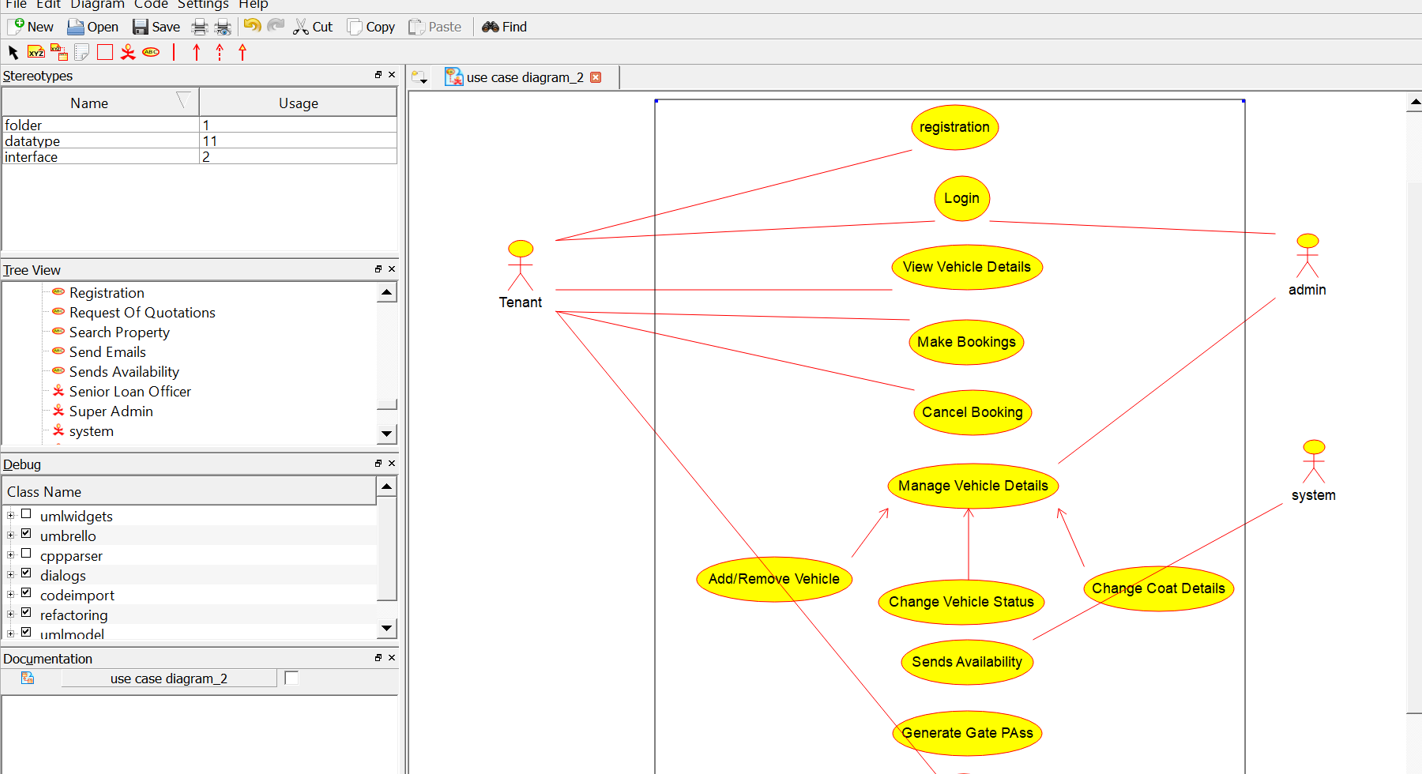 File Edit Diagram Code Settings Help
New Open Save Cut Copy Paste Find
XYZ XYZ ABC
Stereotypes
use case diagram_2
Name Usage
folder 1
datatype 11
interface 2
Tree View
Registration
Request Of Quotations
Search Property
Send Emails
Sends Availability
Senior Loan Officer
Super Admin
system
Debug
Class Name
umlwidgets
umbrello
cppparser
dialogs
codeimport
refactoring
umlmodel
Documentation
use case diagram_2
registration
Login
View Vehicle Details
Tenant
admin
Make Bookings
Cancel Booking
Manage Vehicle Details
system
Add/Remove Vehicle
Change Vehicle Status
Change Coat Details
Sends Availability
Generate Gate PAss